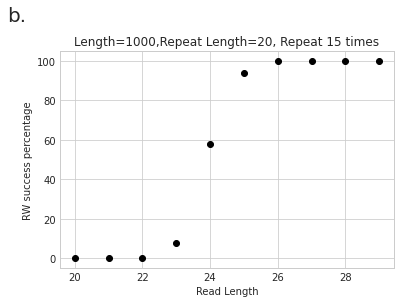 b.
Length=1000,Repeat Length=20, Repeat 15 times
RW success percentage
100
80
60
40
20
0
20 22 24 26 28
Read Length